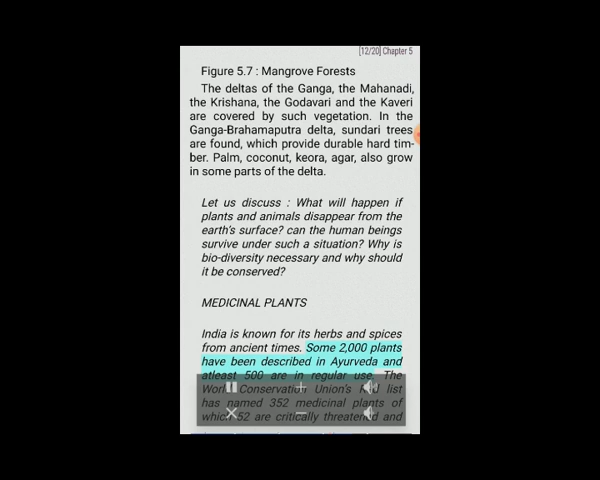 [12/20] Chapter 5
Figure 5.7 : Mangrove Forests
The deltas of the Ganga, the Mahanadi,
the Krishana, the Godavari and the Kaveri
are covered by such vegetation. In the
Ganga-Brahamaputra delta, sundari trees
are found, which provide durable hard tim-
ber. Palm, coconut, keora, agar, also grow
in some parts of the delta.
Let us discuss : What will happen if
plants and animals disappear from the
earth's surface? can the human beings
survive under such a situation? Why is
bio-diversity necessary and why should
it be conserved?
MEDICINAL PLANTS
India is known for its herbs and spices
from ancient times. Some 2,000 plants
have been described in Ayurveda and
atleast 500 are in regular use. The
World Conservation Union's Red list
has named 352 medicinal plants of
which 52 are critically threatened and